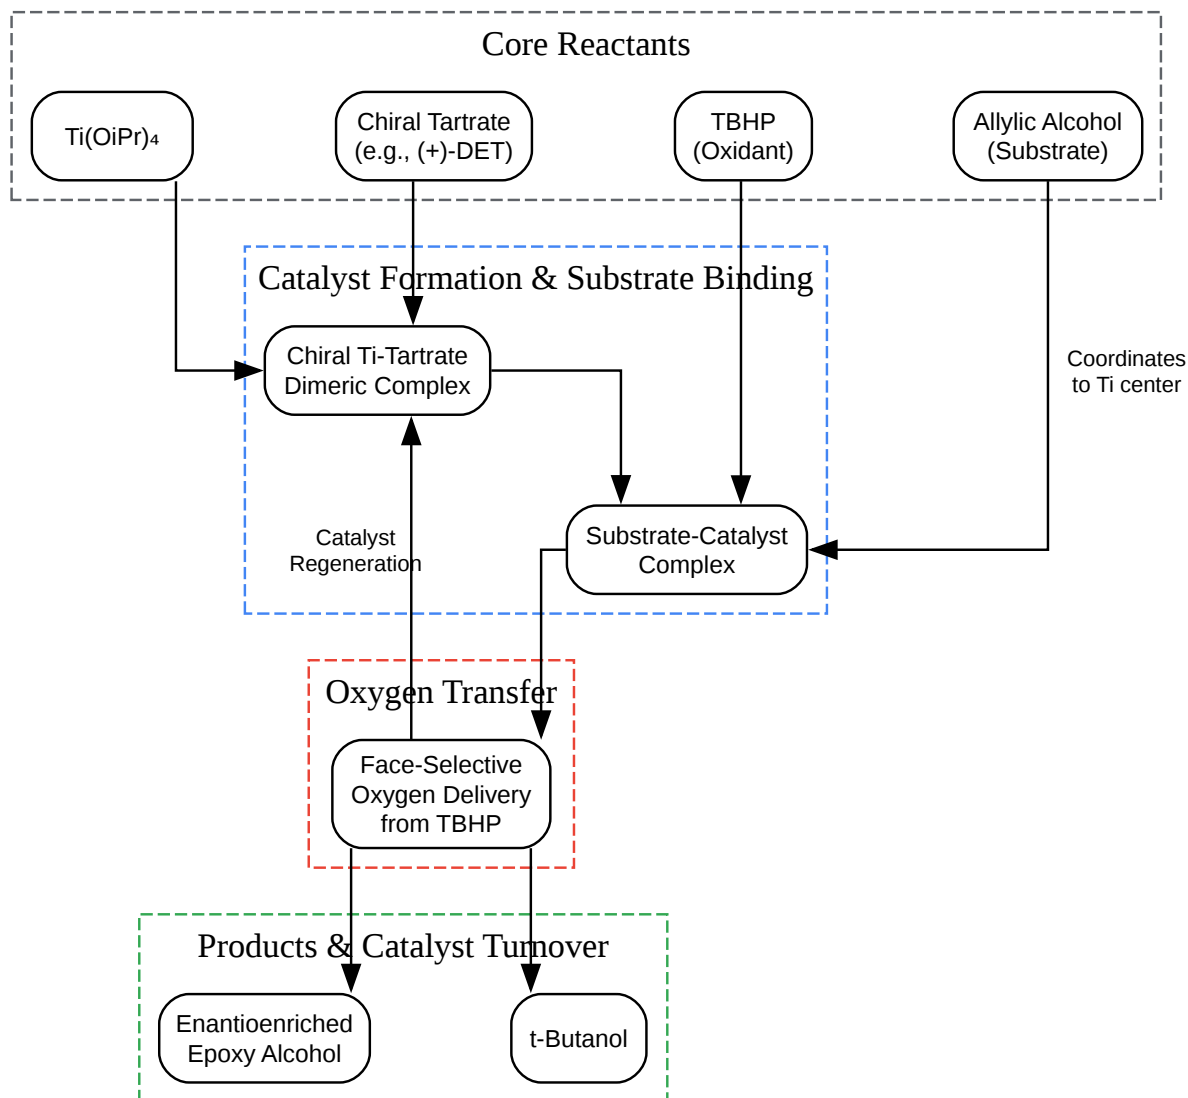 Core Reactants
Ti(OiPr)₄
Chiral Tartrate
(e.g., (+)-DET)
TBHP
(Oxidant)
Allylic Alcohol
(Substrate)
Catalyst Formation & Substrate Binding
Chiral Ti-Tartrate
Dimeric Complex
Coordinates
to Ti center
Catalyst
Regeneration
Substrate-Catalyst
Complex
Oxygen Transfer
Face-Selective
Oxygen Delivery
from TBHP
Products & Catalyst Turnover
Enantioenriched
Epoxy Alcohol
t-Butanol